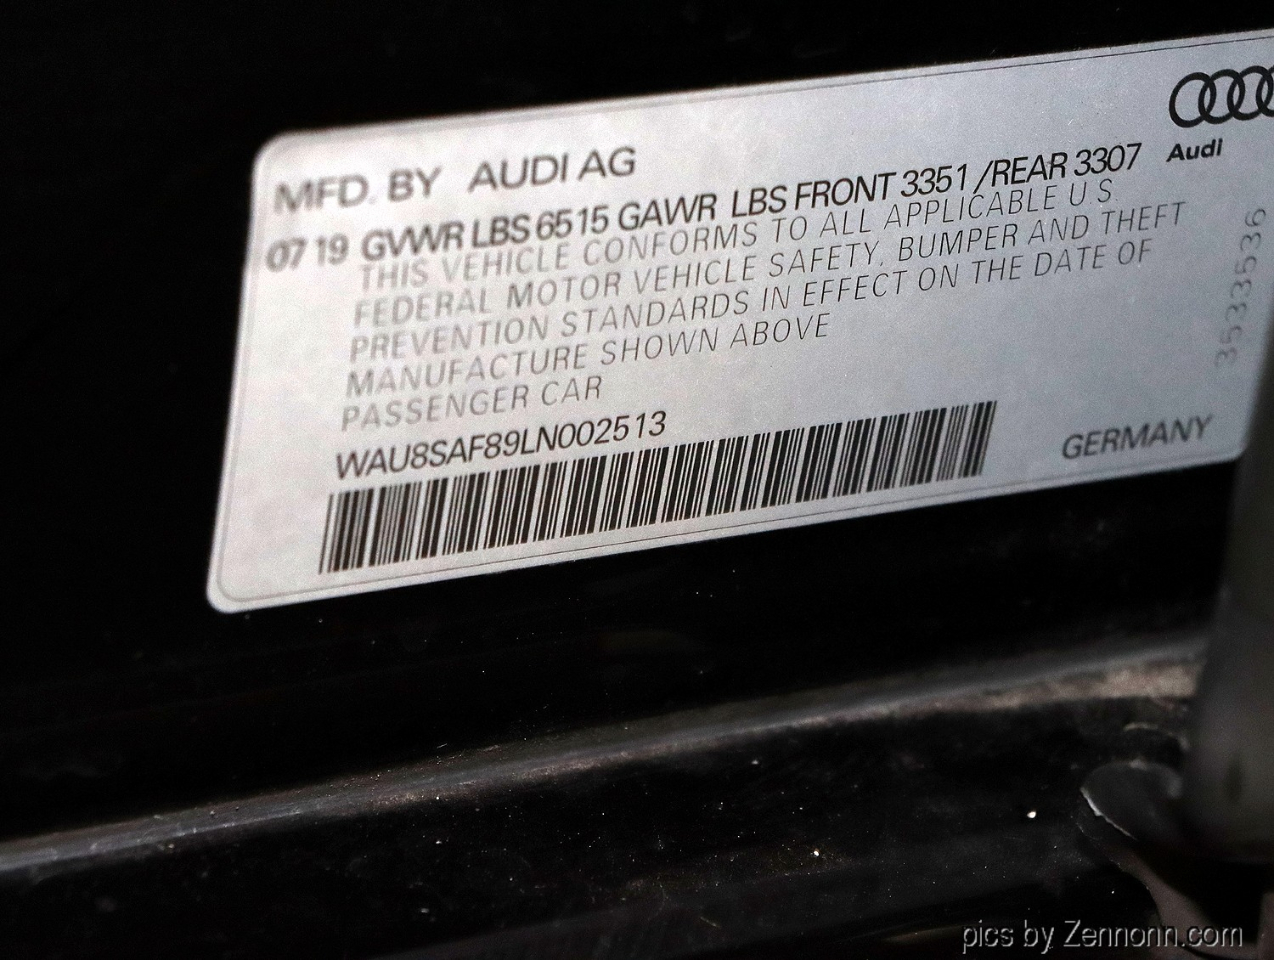 MFD. BY AUDI AG
Audi
07 19 GVWR LBS 6515 GAWR LBS FRONT 3351 /REAR 3307
THIS VEHICLE CONFORMS TO ALL APPLICABLE U S
FEDERAL MOTOR VEHICLE SAFETY, BUMPER AND THEFT
PREVENTION STANDARDS IN EFFECT ON THE DATE OF
MANUFACTURE SHOWN ABOVE
PASSENGER CAR
WAU8SAF89LN002513
GERMANY
3533536
pics by Zennonn.com